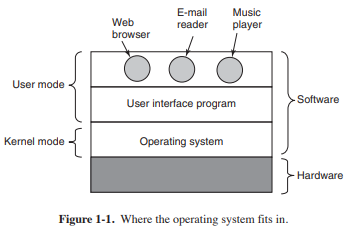 Web
browser
E-mail
reader
Music
player
User mode
User interface program
Software
Kernel mode
Operating system
Hardware
Figure 1-1. Where the operating system fits in.